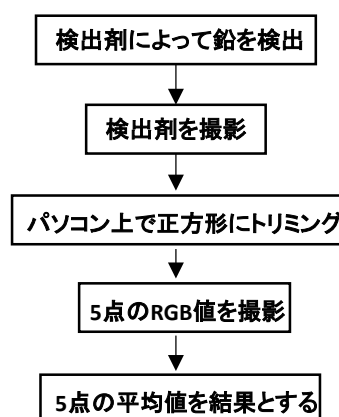 検出剤によって鉛を検出
検出剤を撮影
パソコン上で正方形にトリミング
5点のRGB値を撮影
5点の平均値を結果とする